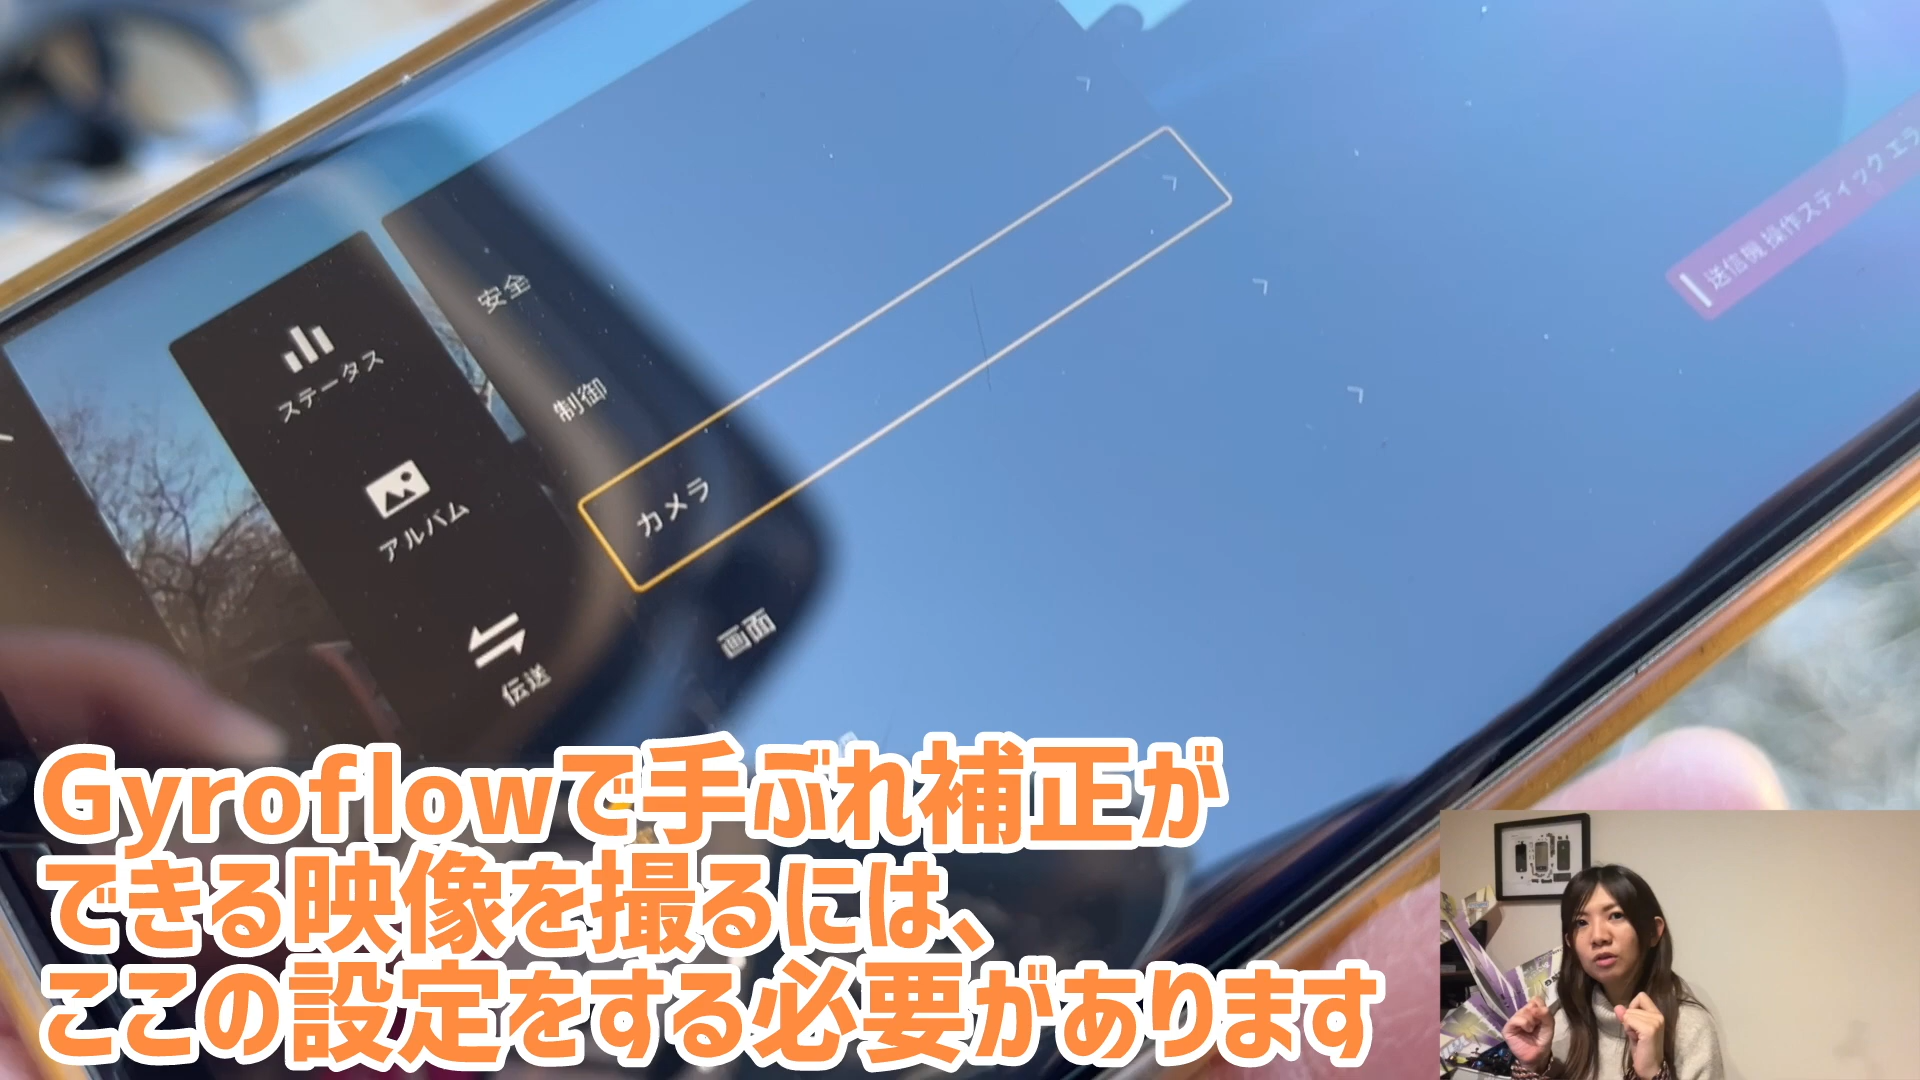 安全
ステータス
制御
カメラ
アルバム
画面
伝送
送信機 操作スティック エラ
Gyroflowで手ぶれ補正が
できる映像を撮るには、
ここの設定をする必要があります